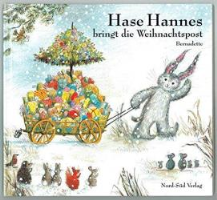 Hase Hannes
bringt die Weihnachtspost
Bernadette
Nord-Süd Verlag